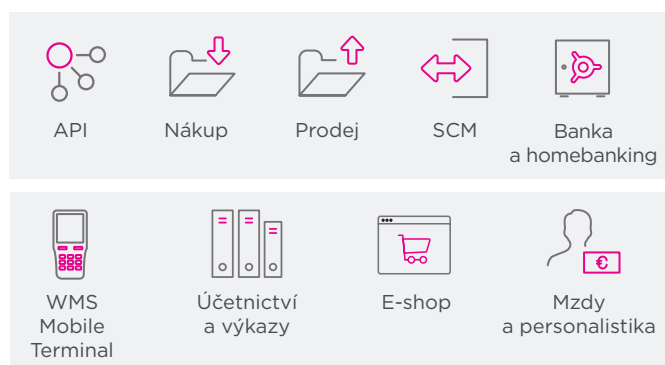 API
Nákup
Prodej
SCM
Banka
a homebanking
WMS
Mobile
Terminal
Účetnictví
a výkazy
E-shop
Mzdy
a personalistika
€